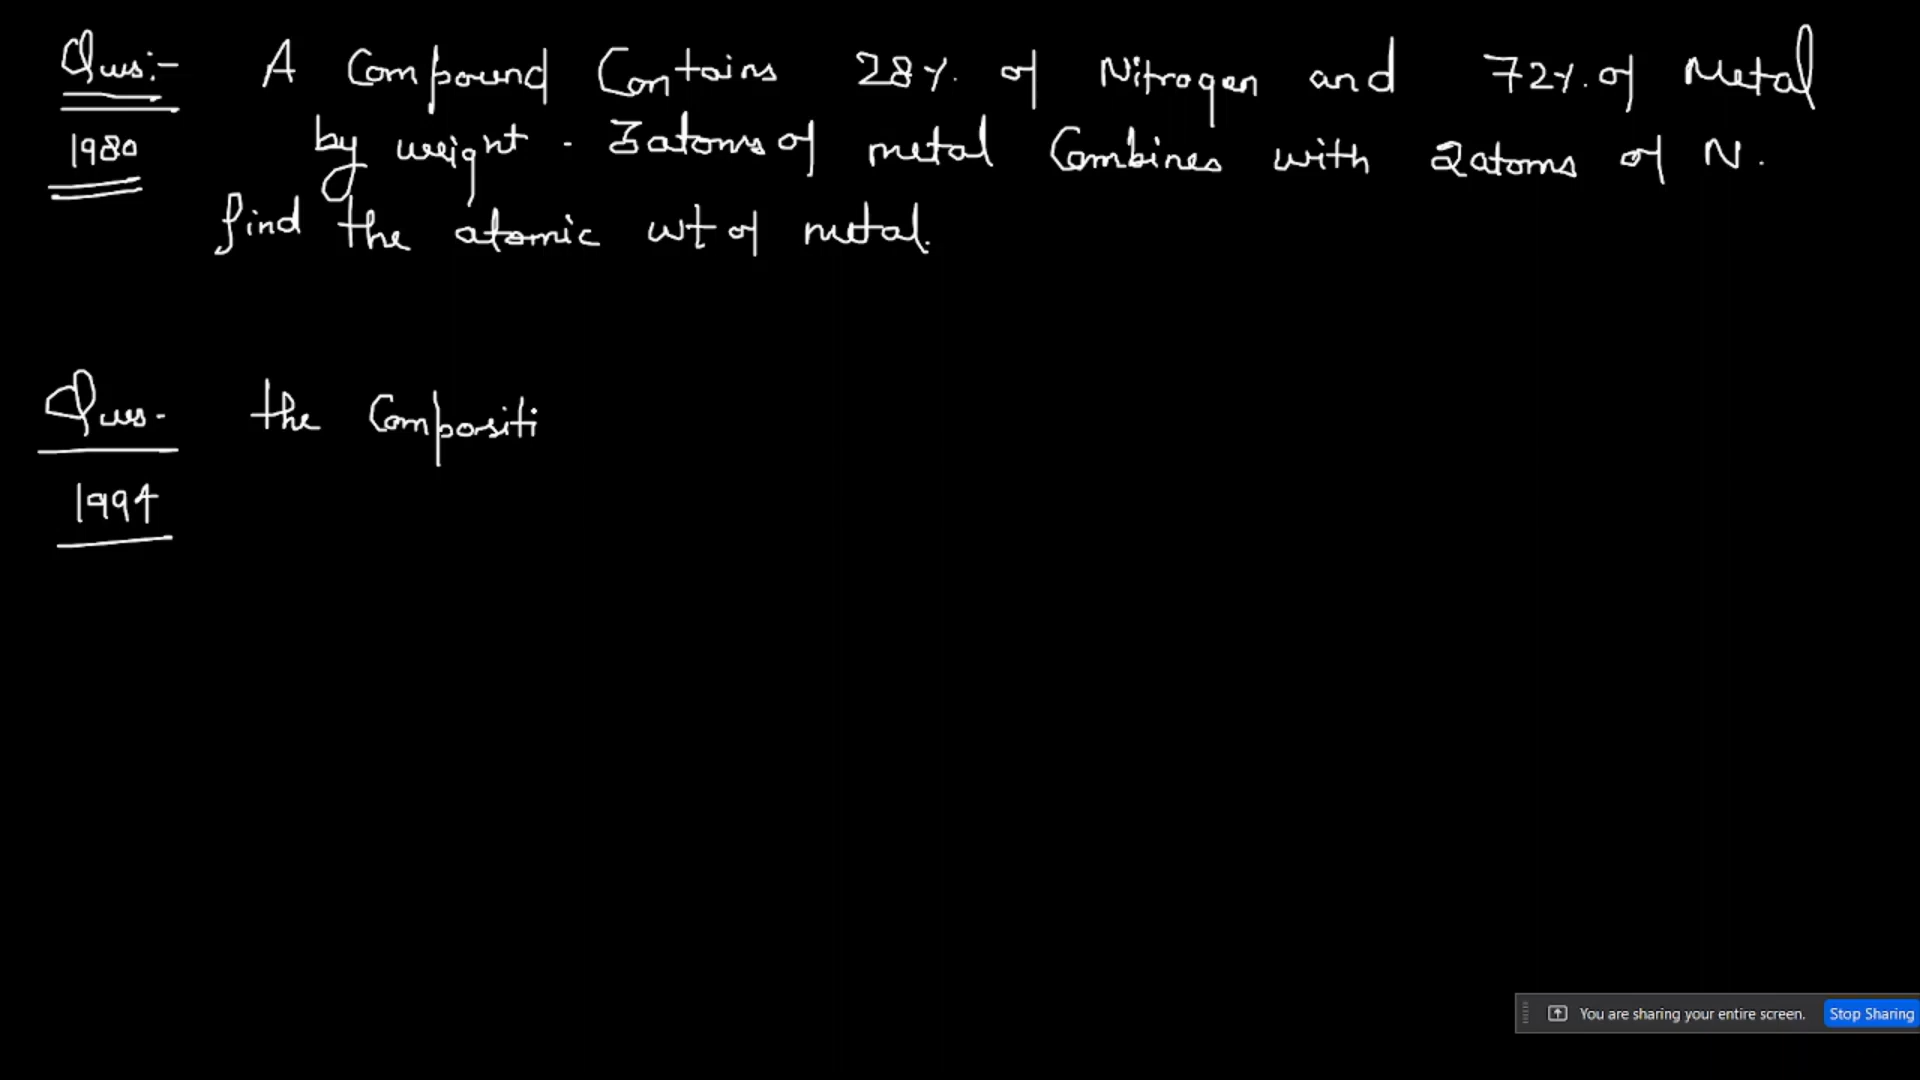 Ques:- A Compound Contains 28%. of Nitrogen and 72%. of Metal
1980 by weight. 3 atoms of metal Combines with 2 atoms of N.
find the atomic wt of metal.
Ques. the Compositi
1994
You are sharing your entire screen. Stop Sharing